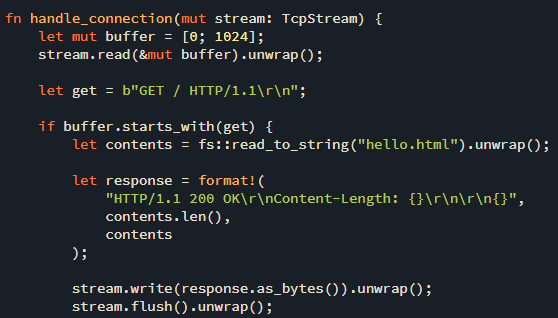 fn handle_connection(mut stream: TcpStream) {
    let mut buffer = [0; 1024];
    stream.read(&mut buffer).unwrap();

    let get = b"GET / HTTP/1.1\r\n";

    if buffer.starts_with(get) {
        let contents = fs::read_to_string("hello.html").unwrap();

        let response = format!(
            "HTTP/1.1 200 OK\r\nContent-Length: {}\r\n\r\n{}",
            contents.len(),
            contents
        );

        stream.write(response.as_bytes()).unwrap();
        stream.flush().unwrap();